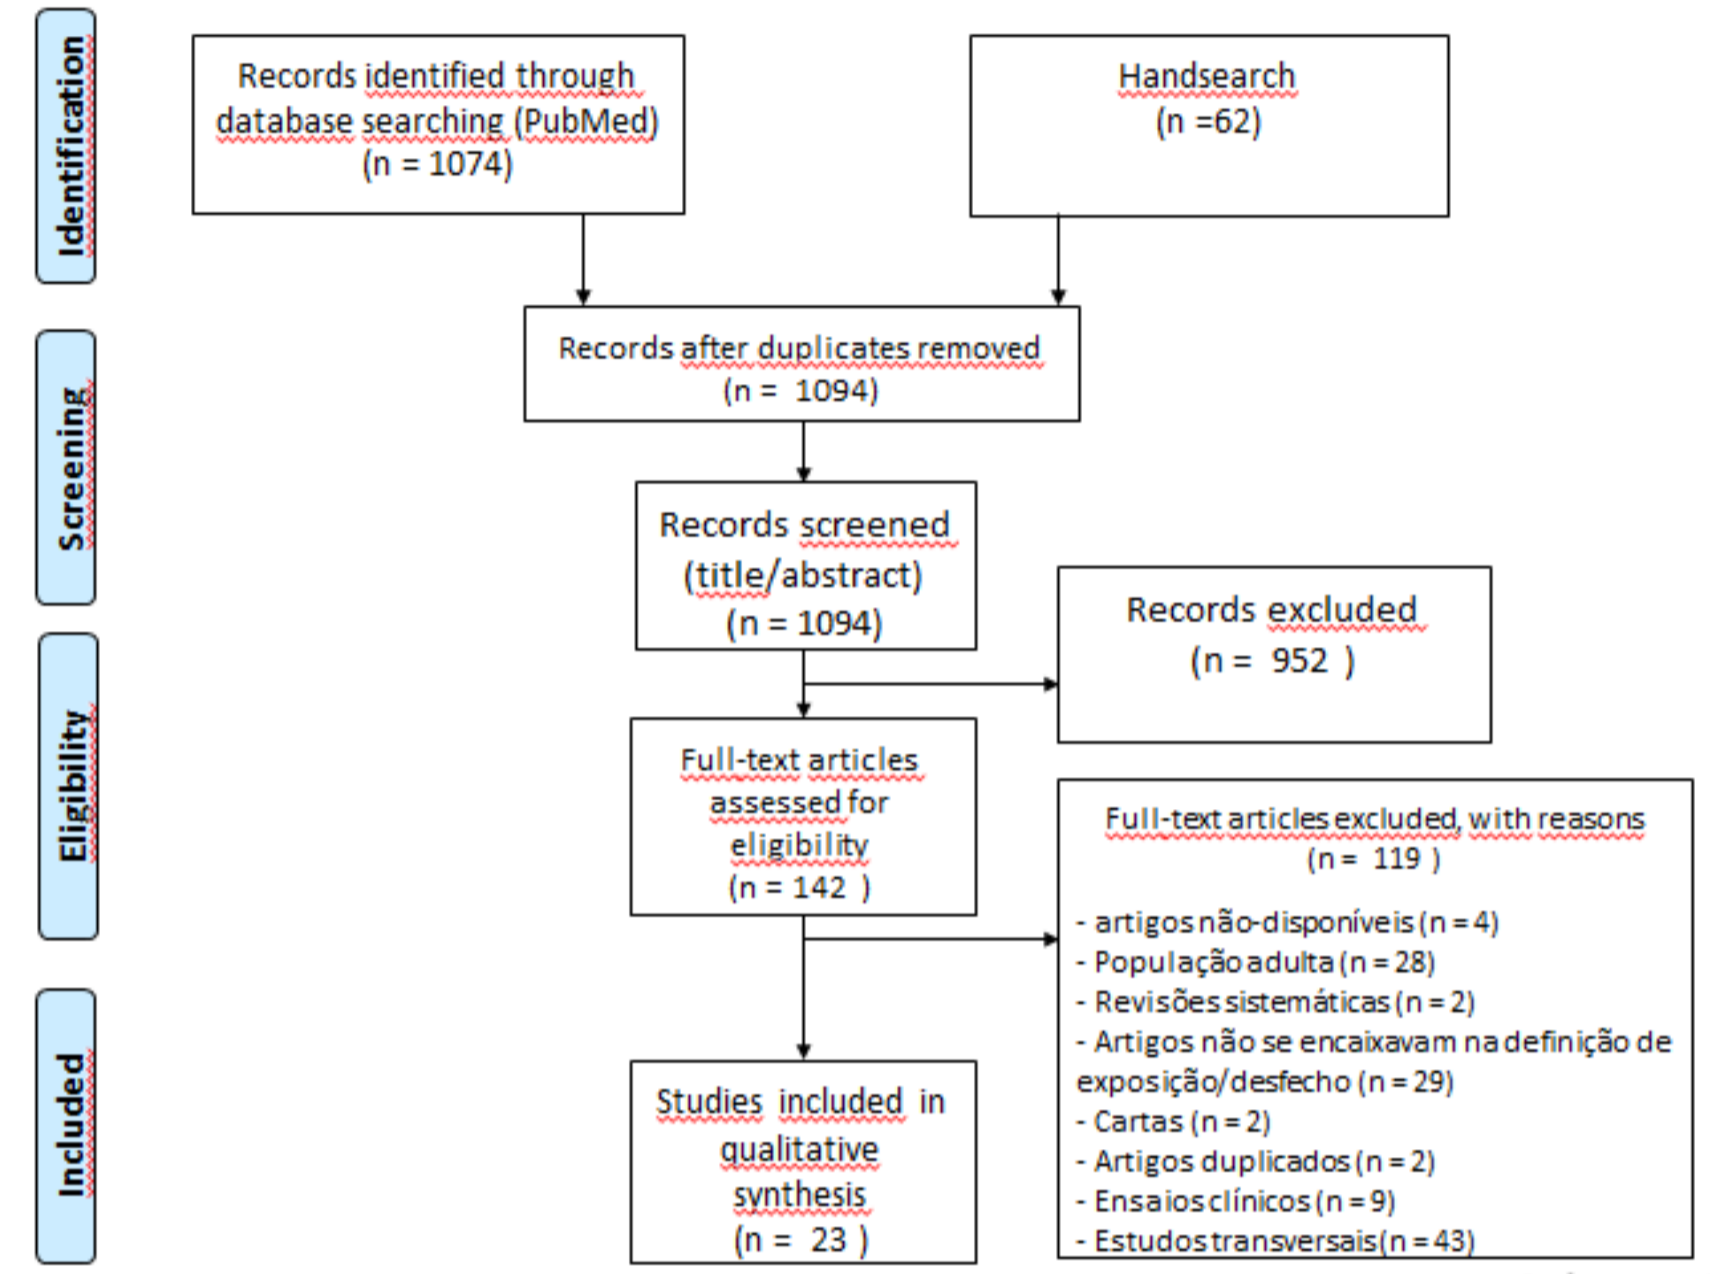 Identification
Records identified through
database searching (PubMed)
(n = 1074)
Handsearch
(n =62)
Screening
Records after duplicates removed
(n = 1094)
Records screened
(title/abstract)
(n = 1094)
Records excluded
(n = 952 )
Eligibility
Full-text articles
assessed for
eligibility
(n = 142 )
Full-text articles excluded, with reasons
(n = 119 )
- artigos não-disponíveis (n = 4)
- População adulta (n = 28)
- Revisões sistemáticas (n = 2)
- Artigos não se encaixavam na definição de
exposição/desfecho (n = 29)
- Cartas (n = 2)
- Artigos duplicados (n = 2)
- Ensaios clínicos (n = 9)
- Estudos transversais(n = 43)
Included
Studies included in
qualitative
synthesis
(n = 23 )